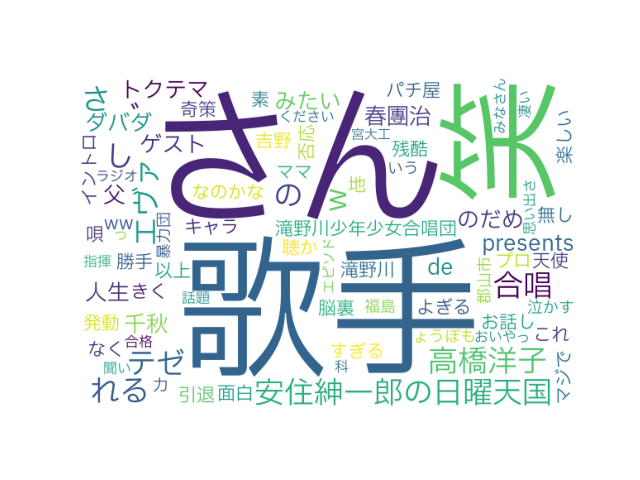 トクテマ
さ〝
ダバダ
奇策
素
みたい
ください
パチ屋
春團治
みなさん
凄い
笑
楽しい
イントロ
ラジオ
し
ゲスト
吉野
否応
宮大工
残酷
さん
父
エヴァ
ママ
地
いう
なのかな
の
w
唄
ww
っ
暴力団
キャラ
滝野川少年少女合唱団
のだめ
無し
思い出さ
聴か
presents
指揮
勝手
以上
歌手
エピソード
滝野川
de
郡山市
プロ
天使
合唱
人生
きく
話題
脳裏
福島
よぎる
泣かす
発動
千秋
お話し
これ
なく
合格
ょうぼも
おいやっ
テゼ
すぎる
高橋洋子
マジで
聞い
科
れる
カ
引退
面白
安住紳一郎の日曜天国